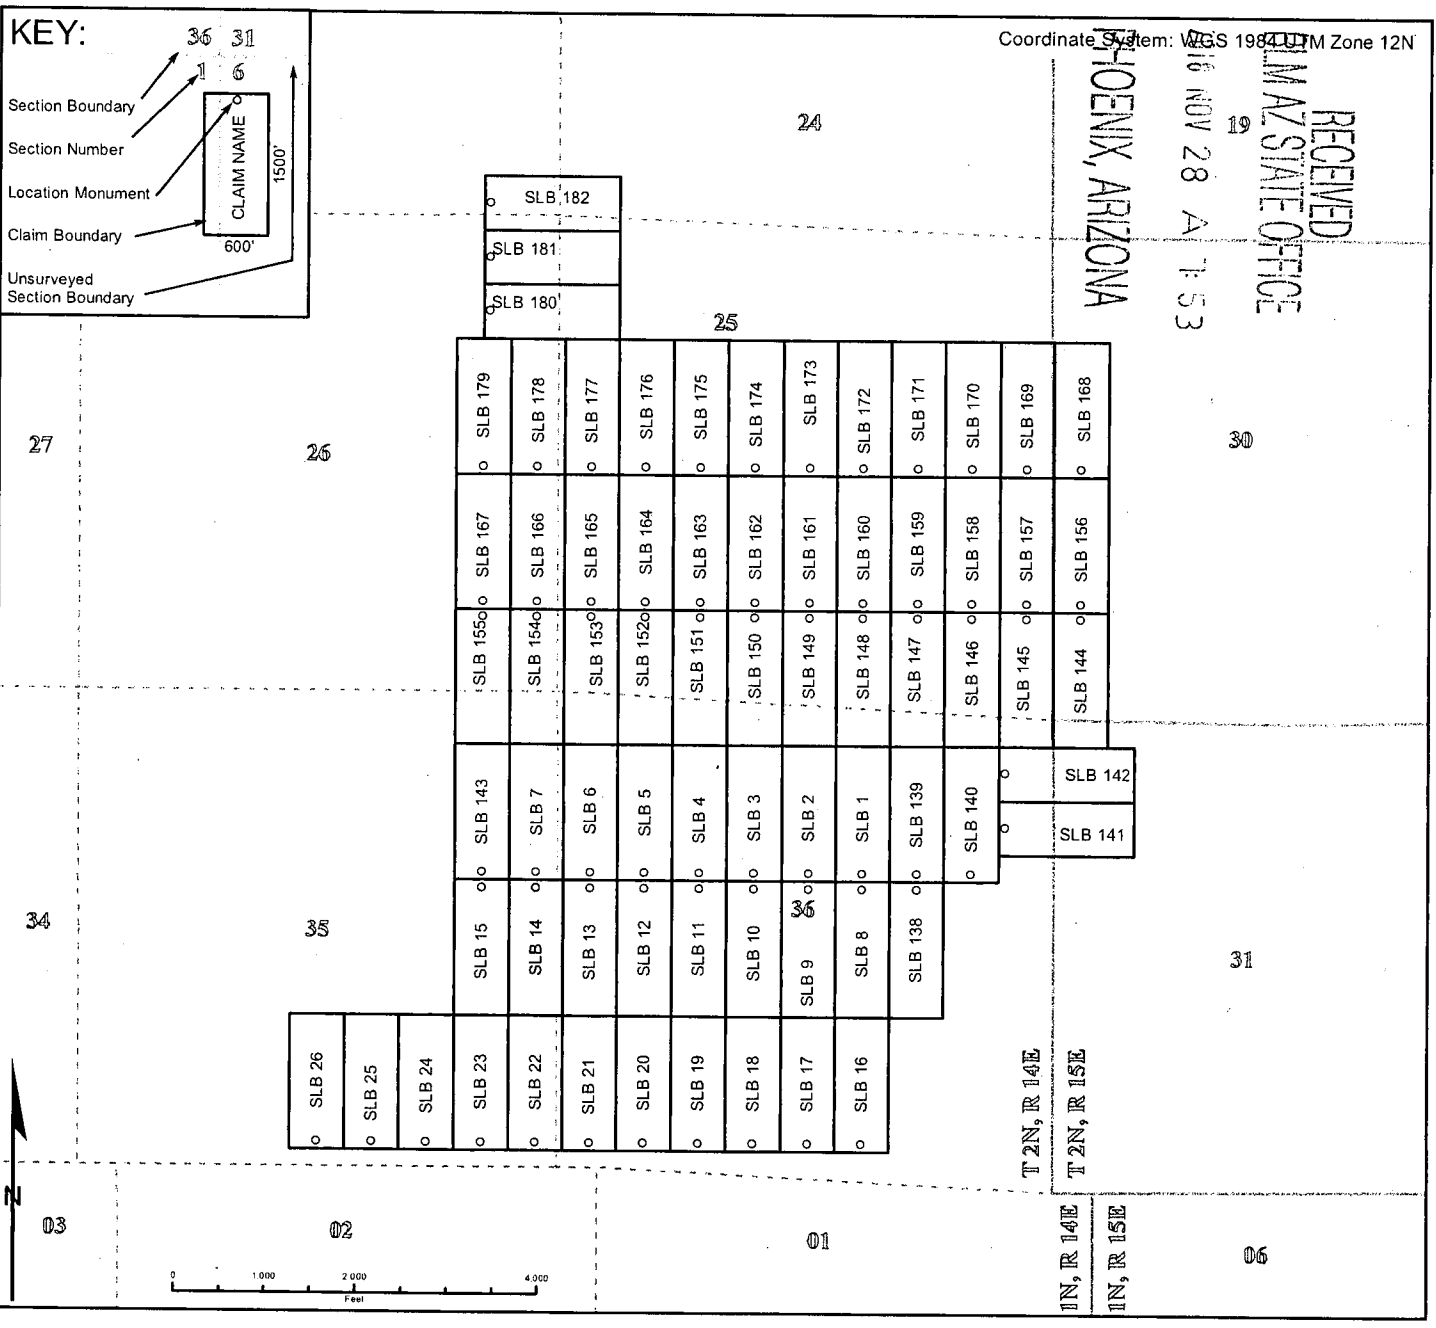 KEY:
36 31
1 6
Section Boundary
Section Number
Location Monument
Claim Boundary
Unsurveyed
Section Boundary
CLAIM NAME
1500'
600'
Coordinate System: WGS 1984 UTM Zone 12N
RECEIVED
BLM AZ STATE OFFICE
NOV 28 A
PHOENIX, ARIZONA
24
19
SLB 182
SLB 181
SLB 180
25
27
26
30
SLB 179
SLB 178
SLB 177
SLB 176
SLB 175
SLB 174
SLB 173
SLB 172
SLB 171
SLB 170
SLB 169
SLB 168
SLB 167
SLB 166
SLB 165
SLB 164
SLB 163
SLB 162
SLB 161
SLB 160
SLB 159
SLB 158
SLB 157
SLB 156
SLB 155
SLB 154
SLB 153
SLB 152
SLB 151
SLB 150
SLB 149
SLB 148
SLB 147
SLB 146
SLB 145
SLB 144
SLB 143
SLB 7
SLB 6
SLB 5
SLB 4
SLB 3
SLB 2
SLB 1
SLB 139
SLB 140
SLB 142
SLB 141
34
35
36
31
SLB 15
SLB 14
SLB 13
SLB 12
SLB 11
SLB 10
SLB 9
SLB 8
SLB 138
SLB 26
SLB 25
SLB 24
SLB 23
SLB 22
SLB 21
SLB 20
SLB 19
SLB 18
SLB 17
SLB 16
T 2N, R 14E
T 2N, R 15E
N
03
02
01
06
1N, R 14E
1N, R 15E
0 1,000 2,000 4,000
Feet